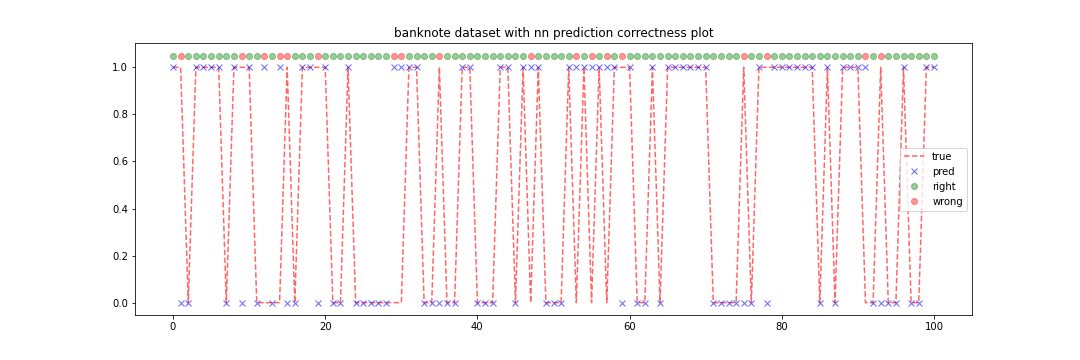 banknote dataset with nn prediction correctness plot
1.0
0.8
0.6
0.4
0.2
0.0
true
pred
right
wrong
0 20 40 60 80 100